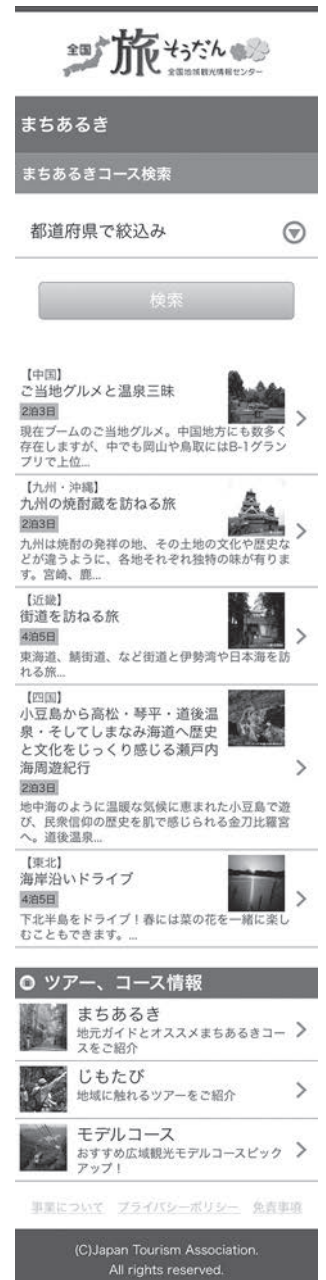 全国 旅 そうだん
全国地域観光情報センター
まちあるき
まちあるきコース検索
都道府県で絞込み
検索
【中国】
ご当地グルメと温泉三昧
2泊3日
現在ブームのご当地グルメ。中国地方にも数多く
存在しますが、中でも岡山や鳥取にはB-1グラン
プリで上位...
【九州・沖縄】
九州の焼酎蔵を訪ねる旅
2泊3日
九州は焼酎の発祥の地、その土地の文化や歴史な
どが違うように、各地それぞれ独特の味が有りま
す。宮崎、鹿...
【近畿】
街道を訪ねる旅
4泊5日
東海道、鯖街道、など街道と伊勢湾や日本海を訪
れる旅...
【四国】
小豆島から高松・琴平・道後温
泉・そしてしまなみ海道へ歴史
と文化をじっくり感じる瀬戸内
海周遊紀行
2泊3日
地中海のように温暖な気候に恵まれた小豆島で遊
び、民衆信仰の歴史を肌で感じられる金刀比羅宮
へ。道後温泉...
【東北】
海岸沿いドライブ
4泊5日
下北半島をドライブ！春には菜の花を一緒に楽し
むこともできます。...
ツアー、コース情報
まちあるき
地元ガイドとオススメまちあるきコー
スをご紹介
じもたび
地域に触れるツアーをご紹介
モデルコース
おすすめ広域観光モデルコースピック
アップ！
事業について プライバシーポリシー 免責事項
(C)Japan Tourism Association.
All rights reserved.